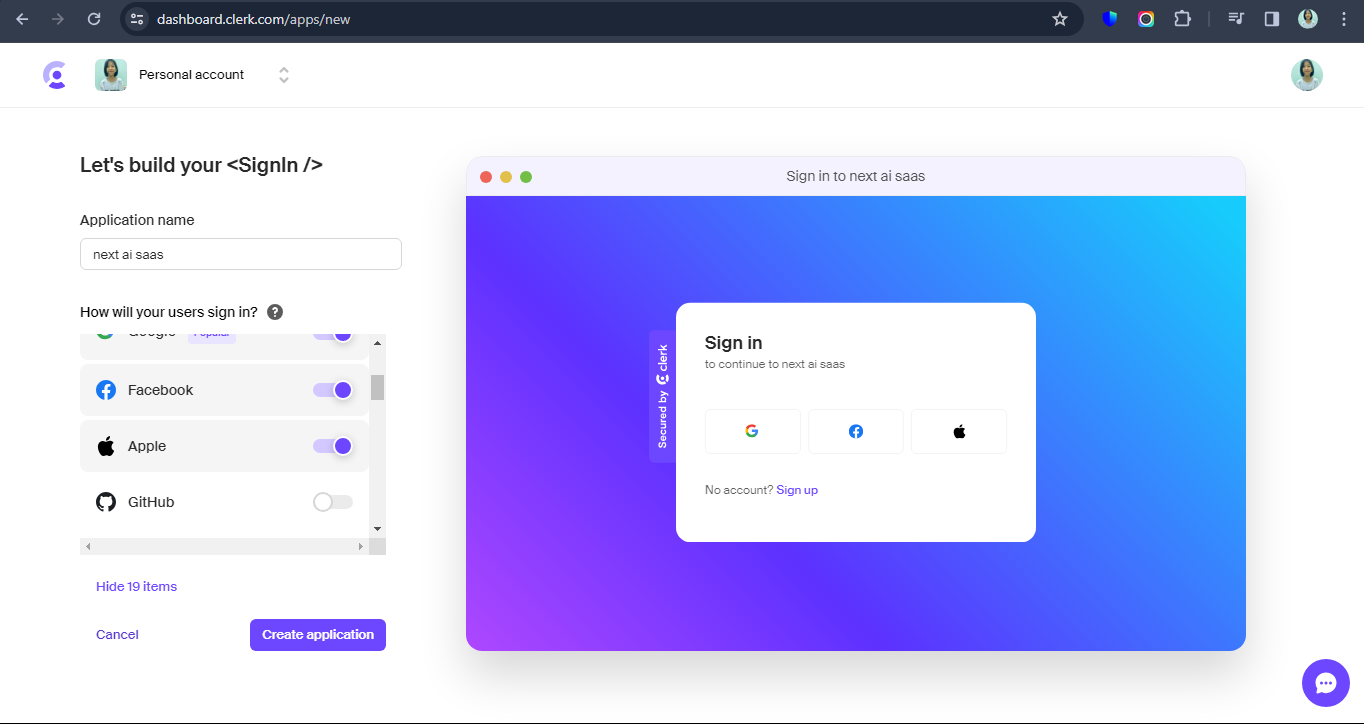 dashboard.clerk.com/apps/new
Personal account
Let's build your <SignIn />
Application name
next ai saas
How will your users sign in? ?
Google Popular
Facebook
Apple
GitHub
Hide 19 items
Cancel
Create application
Sign in to next ai saas
Secured by clerk
Sign in
to continue to next ai saas
No account? Sign up